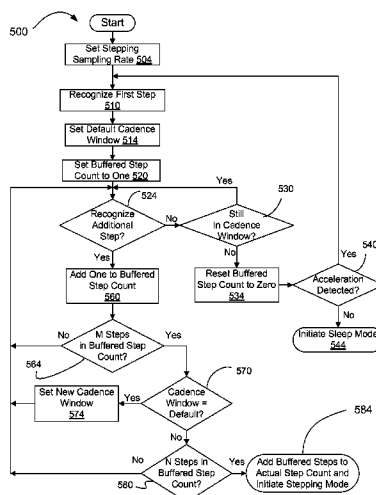 500
Start
Set Stepping
Sampling Rate 504
Recognize First Step
510
Set Default Cadence
Window 514
Set Buffered Step
Count to One 520
Yes
530
524
Recognize
Additional
Step?
No
Still
In Cadence
Window?
Yes
540
Yes
No
Add One to Buffered
Step Count
560
Reset Buffered
Step Count to Zero
534
Acceleration
Detected?
No
No
M Steps
in Buffered Step
Count?
Yes
Initiate Sleep Mode
544
564
570
Set New Cadence
Window
574
Yes
Cadence
Window =
Default?
584
No
No
N Steps in
Buffered Step
Count?
Yes
Add Buffered Steps to
Actual Step Count and
Initiate Stepping Mode
580